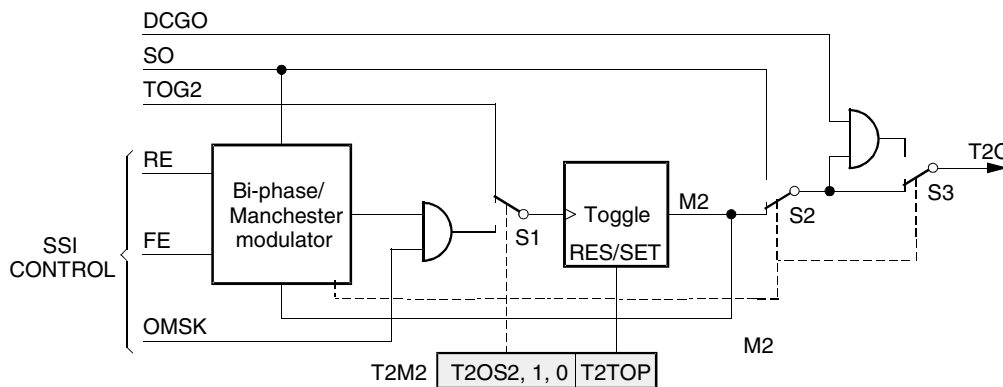 DCGO
SO
TOG2
RE
FE
SSI
CONTROL
OMSK
Bi-phase/
Manchester
modulator
S1
Toggle
RES/SET
M2
S2
S3
T2O
M2
T2M2
T2OS2, 1, 0
T2TOP